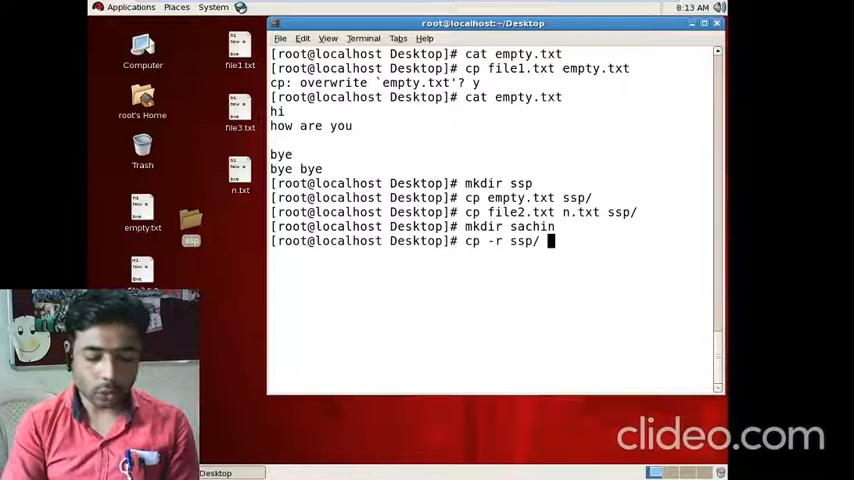 Applications Places System
8:13 AM
root@localhost:~/Desktop
File Edit View Terminal Tabs Help
[root@localhost Desktop]# cat empty.txt
[root@localhost Desktop]# cp file1.txt empty.txt
cp: overwrite `empty.txt'? y
[root@localhost Desktop]# cat empty.txt
hi
how are you
bye
bye bye
[root@localhost Desktop]# mkdir ssp
[root@localhost Desktop]# cp empty.txt ssp/
[root@localhost Desktop]# cp file2.txt n.txt ssp/
[root@localhost Desktop]# mkdir sachin
[root@localhost Desktop]# cp -r ssp/
Computer
file1.txt
root's Home
file3.txt
Trash
n.txt
empty.txt
ssp
Desktop
clideo.com